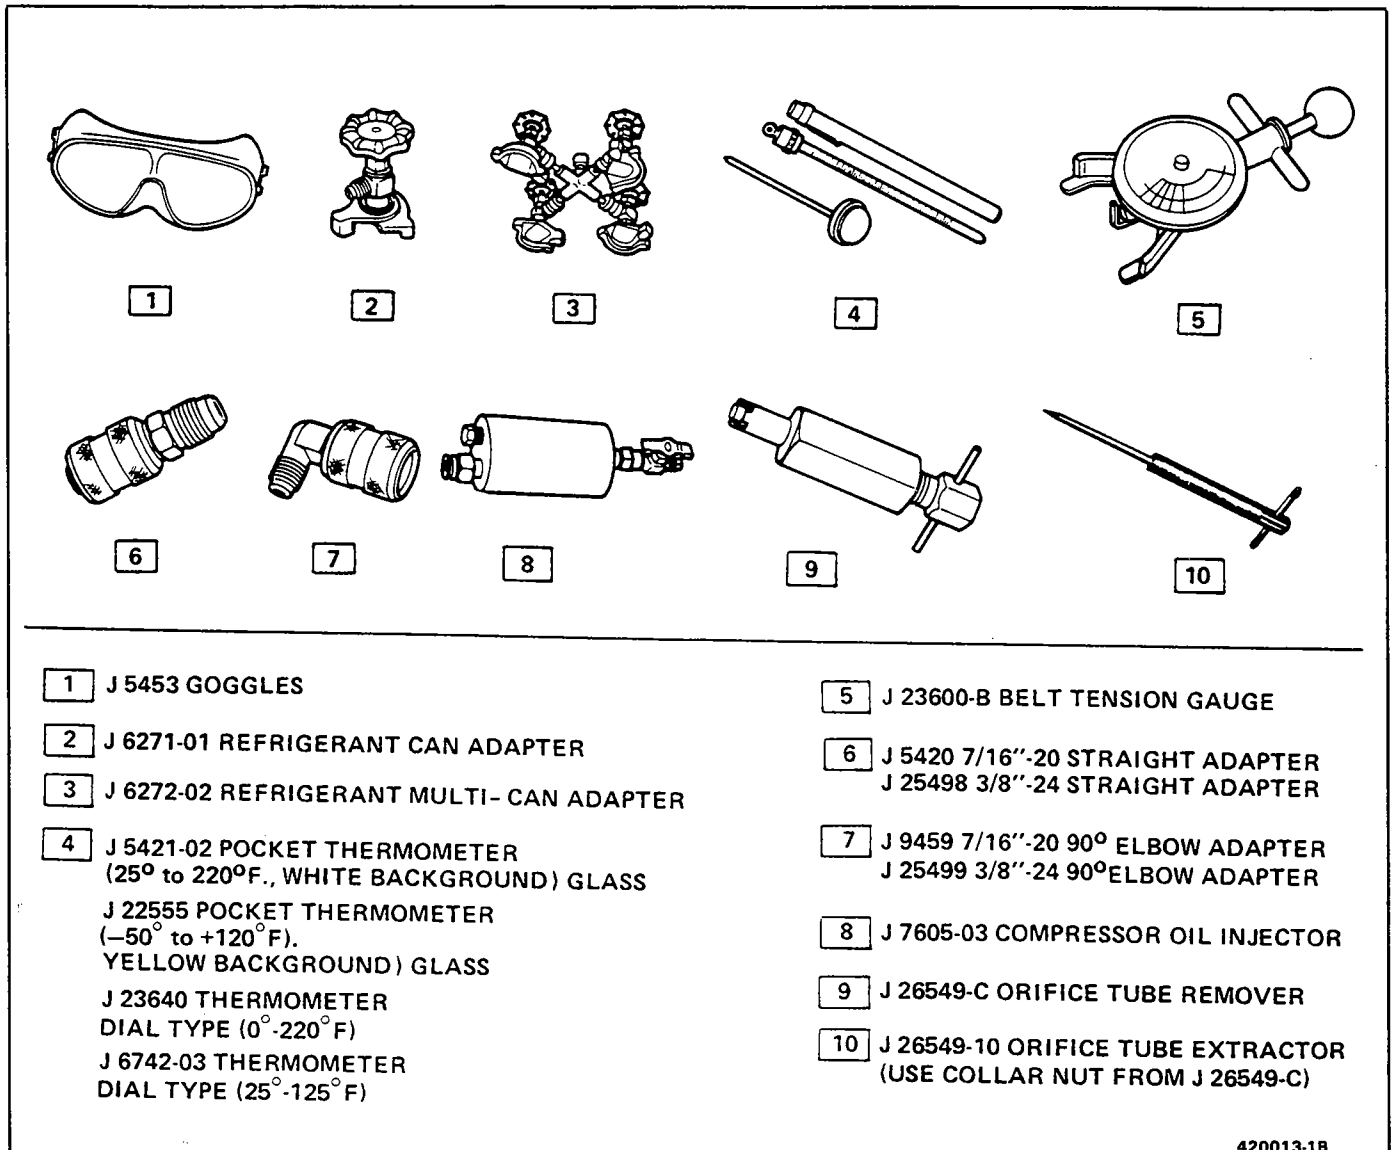 1
2
3
4
5
6
7
8
9
10
1 J 5453 GOGGLES
2 J 6271-01 REFRIGERANT CAN ADAPTER
3 J 6272-02 REFRIGERANT MULTI-CAN ADAPTER
4 J 5421-02 POCKET THERMOMETER
(25° to 220°F., WHITE BACKGROUND) GLASS
J 22555 POCKET THERMOMETER
(–50° to +120°F).
YELLOW BACKGROUND) GLASS
J 23640 THERMOMETER
DIAL TYPE (0°-220°F)
J 6742-03 THERMOMETER
DIAL TYPE (25°-125°F)
5 J 23600-B BELT TENSION GAUGE
6 J 5420 7/16"-20 STRAIGHT ADAPTER
J 25498 3/8"-24 STRAIGHT ADAPTER
7 J 9459 7/16"-20 90° ELBOW ADAPTER
J 25499 3/8"-24 90° ELBOW ADAPTER
8 J 7605-03 COMPRESSOR OIL INJECTOR
9 J 26549-C ORIFICE TUBE REMOVER
10 J 26549-10 ORIFICE TUBE EXTRACTOR
(USE COLLAR NUT FROM J 26549-C)
420013-1B